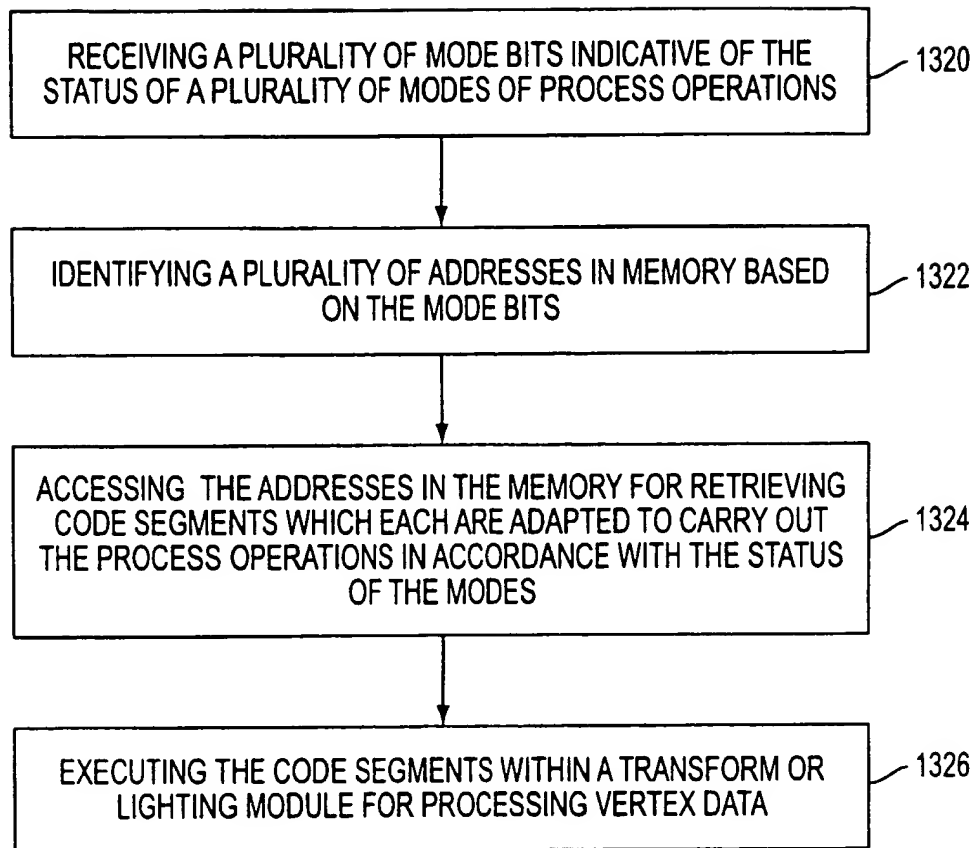 RECEIVING A PLURALITY OF MODE BITS INDICATIVE OF THE
STATUS OF A PLURALITY OF MODES OF PROCESS OPERATIONS
1320
IDENTIFYING A PLURALITY OF ADDRESSES IN MEMORY BASED
ON THE MODE BITS
1322
ACCESSING THE ADDRESSES IN THE MEMORY FOR RETRIEVING
CODE SEGMENTS WHICH EACH ARE ADAPTED TO CARRY OUT
THE PROCESS OPERATIONS IN ACCORDANCE WITH THE STATUS
OF THE MODES
1324
EXECUTING THE CODE SEGMENTS WITHIN A TRANSFORM OR
LIGHTING MODULE FOR PROCESSING VERTEX DATA
1326